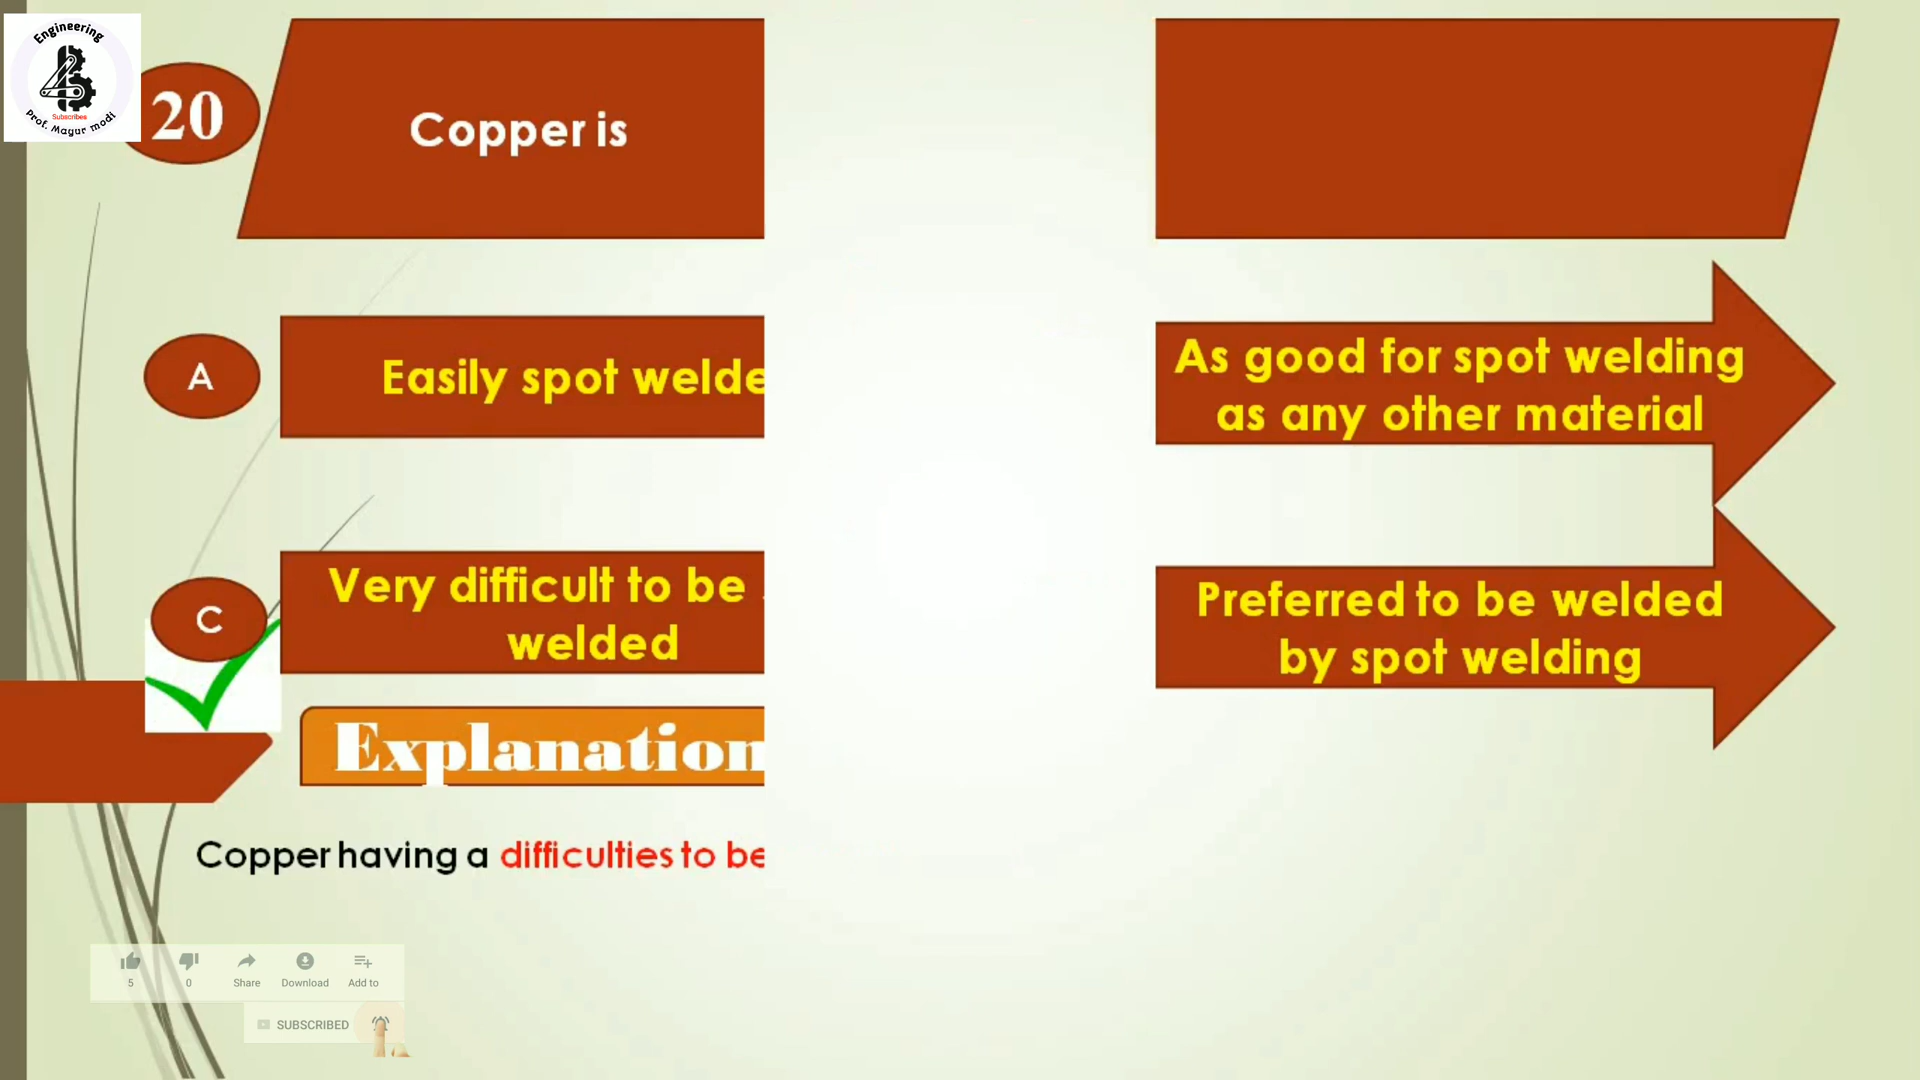 Engineering
Subscribes
Prof. Mayur modi
20
Copper is
A
Easily spot welde
As good for spot welding
as any other material
C
Very difficult to be
welded
Preferred to be welded
by spot welding
Explanation
Copper having a difficulties to be
5
0
Share
Download
Add to
SUBSCRIBED